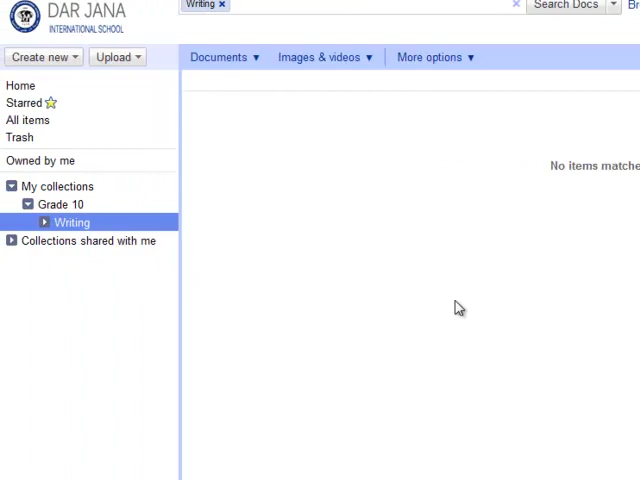 DAR JANA
INTERNATIONAL SCHOOL
Writing × × Search Docs ▼ Br
Create new ▼ Upload ▼ Documents ▼ Images & videos ▼ More options ▼
Home
Starred
All items
Trash
Owned by me
No items matche
My collections
Grade 10
Writing
Collections shared with me